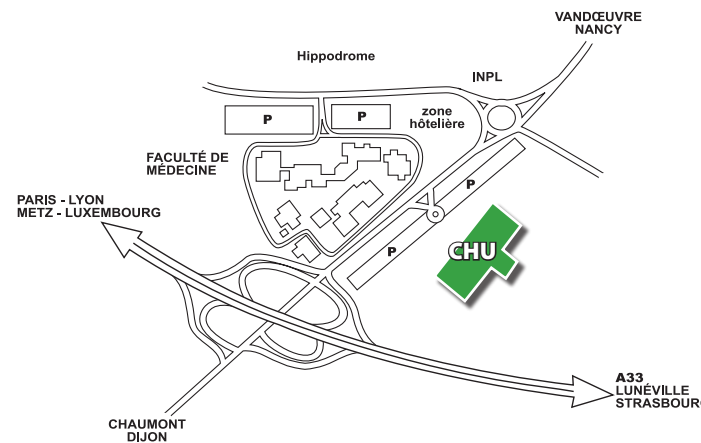 VANDŒUVRE
NANCY
Hippodrome
INPL
zone
hôtelière
P
P
FACULTÉ DE
MÉDECINE
P
PARIS - LYON
METZ - LUXEMBOURG
CHU
P
A33
LUNÉVILLE
STRASBOURG
CHAUMONT
DIJON